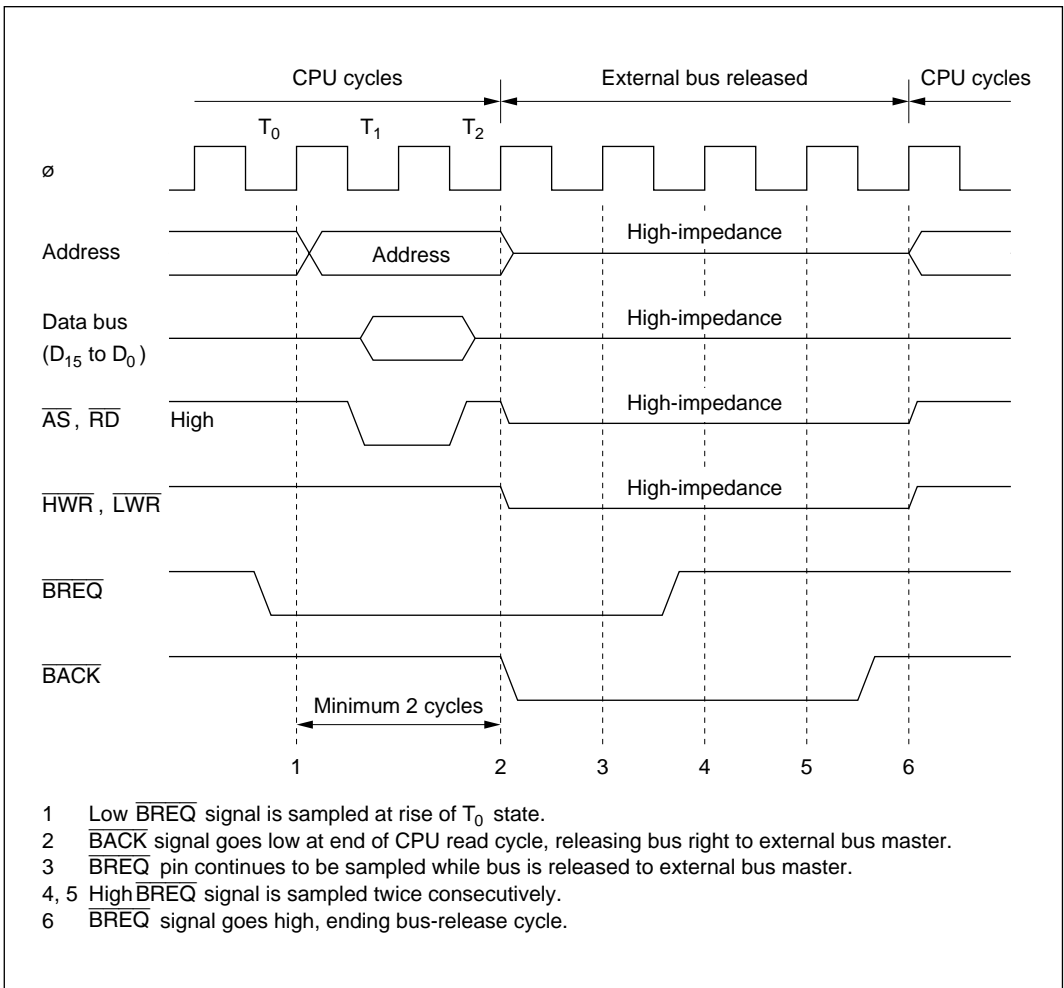 CPU cycles External bus released CPU cycles
T0 T1 T2
ø
Address Address High-impedance
Data bus
(D15 to D0) High-impedance
AS, RD High High-impedance
HWR, LWR High-impedance
BREQ
BACK
Minimum 2 cycles
1 2 3 4 5 6
1 Low BREQ signal is sampled at rise of T0 state.
2 BACK signal goes low at end of CPU read cycle, releasing bus right to external bus master.
3 BREQ pin continues to be sampled while bus is released to external bus master.
4, 5 High BREQ signal is sampled twice consecutively.
6 BREQ signal goes high, ending bus-release cycle.